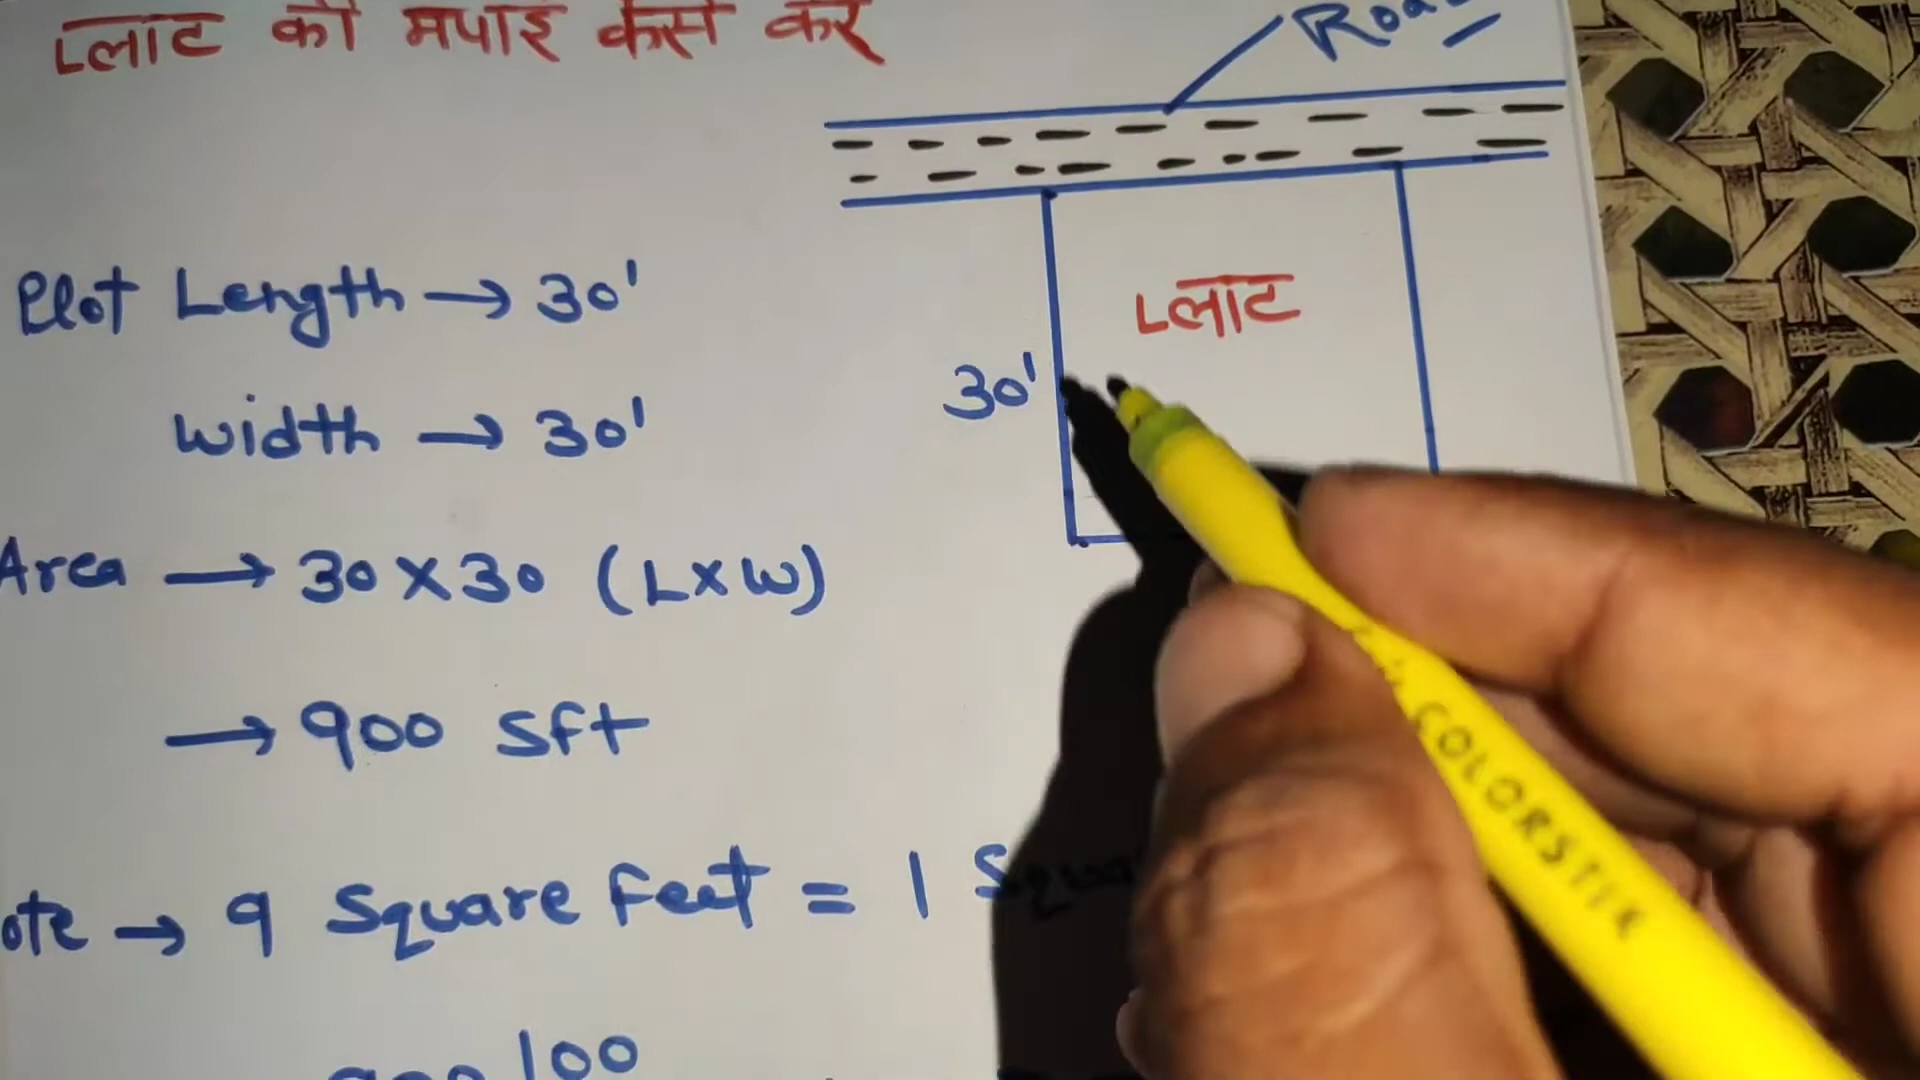 प्लाट की मपाई कैसे करें
Road
Plot Length → 30'
प्लाट
Width → 30'
30'
Area → 30 X 30 (L X W)
→ 900 Sft
→ 9 Square Feet = 1
100
COLORSTIX